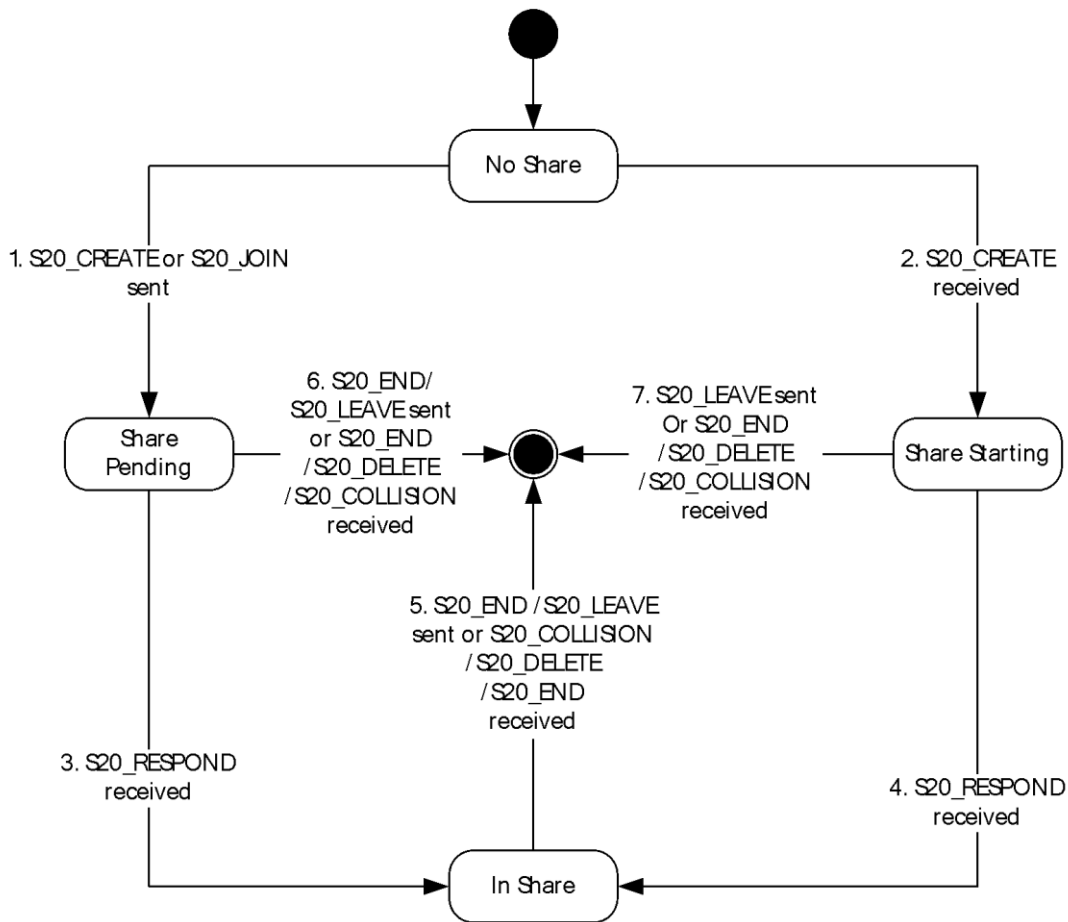 No Share
1. S20_CREATE or S20_JOIN
sent
2. S20_CREATE
received
6. S20_END/
S20_LEAVE sent
or S20_END
/S20_DELETE
/S20_COLLISION
received
7. S20_LEAVE sent
Or S20_END
/S20_DELETE
/S20_COLLISION
received
Share
Pending
Share Starting
5. S20_END / S20_LEAVE
sent or S20_COLLISION
/ S20_DELETE
/ S20_END
received
3. S20_RESPOND
received
4. S20_RESPOND
received
In Share